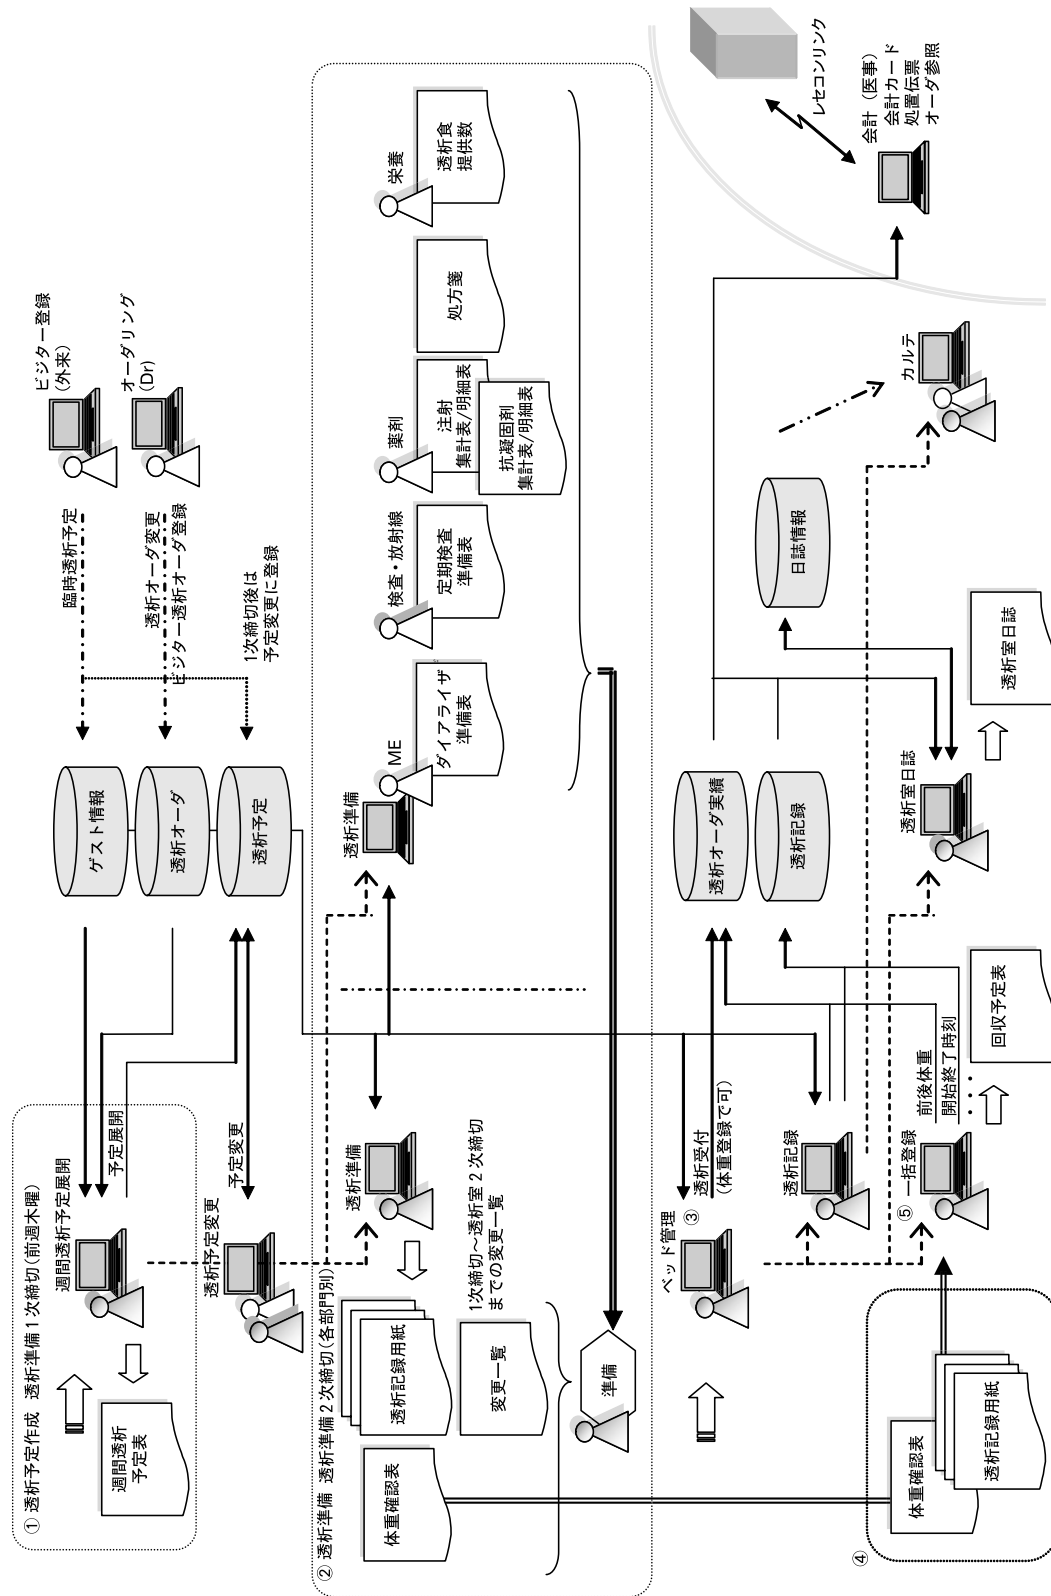 ① 透析予定作成　透析準備1次締切(前週木曜)
週間透析予定展開
予定展開
週間透析
予定表
透析予定変更
予定変更
ゲスト情報
透析オーダ
透析予定
臨時透析予定
透析オーダ変更
ビジター透析オーダ登録
1次締切後は
予定変更に登録
ビジター登録
(外来)
オーダリング
(Dr)
② 透析準備　透析準備2次締切(各部門別)
体重確認表
透析記録用紙
変更一覧
1次締切～透析室2次締切
までの変更一覧
準備
透析準備
透析準備
ME
ダイアライザ
準備表
検査・放射線
定期検査
準備表
薬剤
注射
集計表/明細表
抗凝固剤
集計表/明細表
処方箋
栄養
透析食
提供数
ベッド管理
③ 透析受付
(体重登録で可)
透析記録
④
体重確認表
透析記録用紙
⑤ 一括登録
前後体重
開始終了時刻
・・・
回収予定表
透析オーダ実績
透析記録
透析室日誌
透析室日誌
日誌情報
カルテ
レセコンリンク
会計（医事）
会計カード
処置伝票
オーダ参照